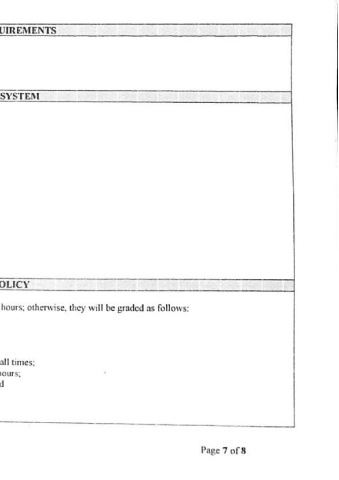 UIREMENTS
SYSTEM
OLICY
hours; otherwise, they will be graded as follows:
all times;
hours;
d
Page 7 of 8